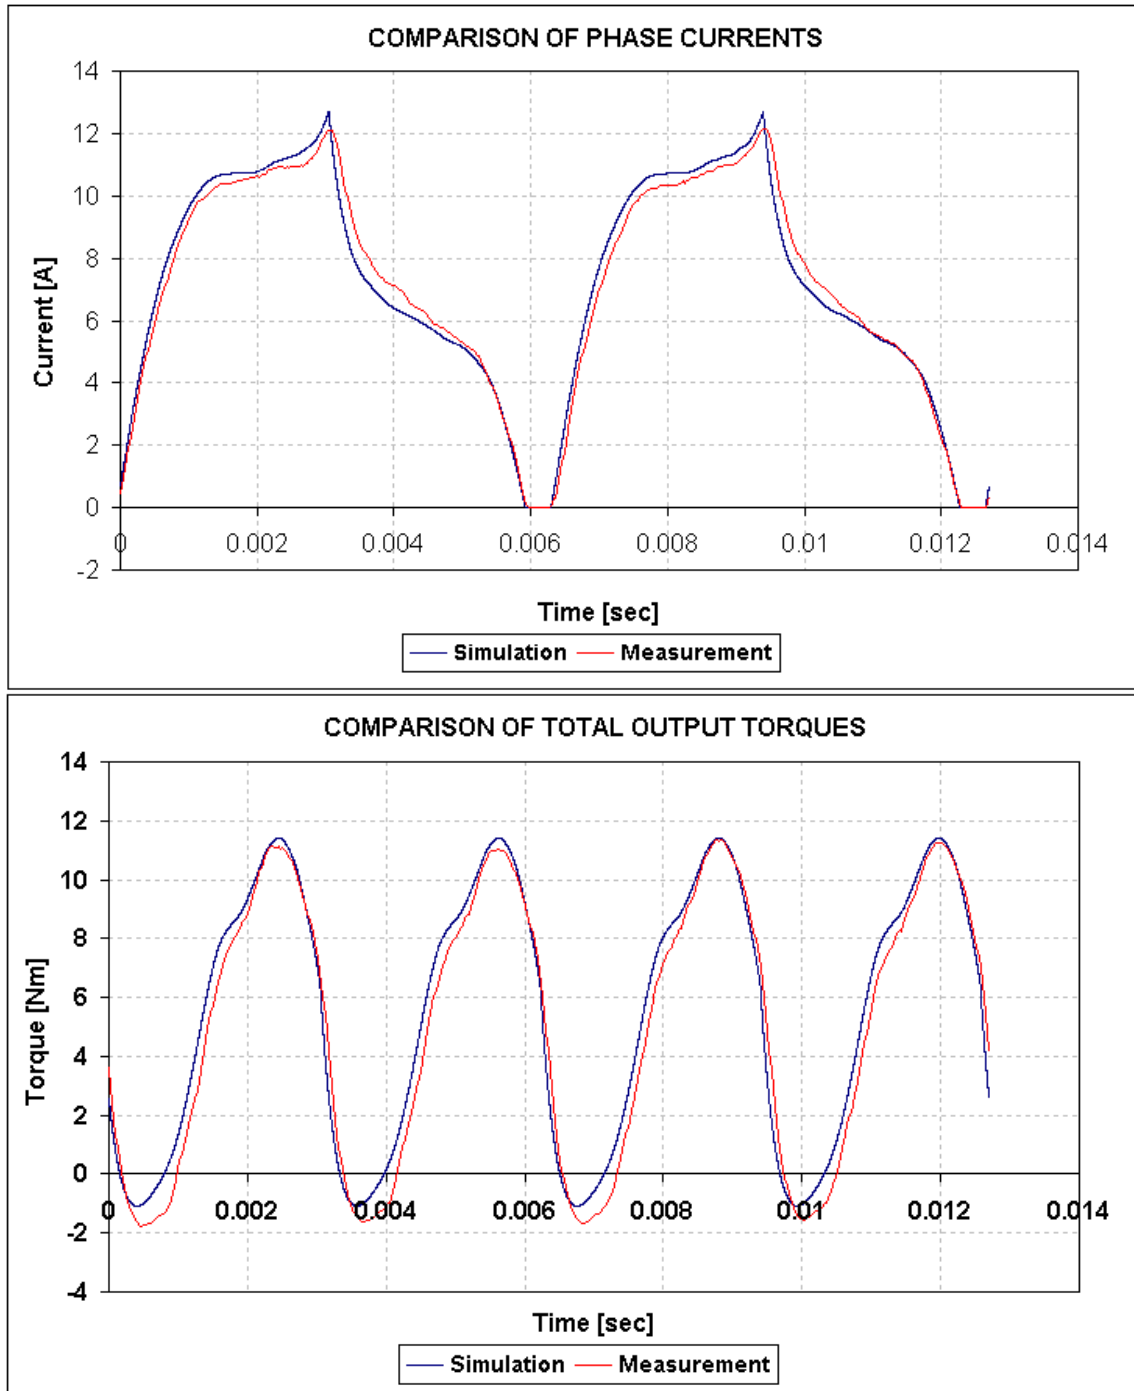 COMPARISON OF PHASE CURRENTS
14
12
10
8
6
4
2
0
-2
0 0.002 0.004 0.006 0.008 0.01 0.012 0.014
Current [A]
Time [sec]
Simulation Measurement
COMPARISON OF TOTAL OUTPUT TORQUES
14
12
10
8
6
4
2
0
-2
-4
0 0.002 0.004 0.006 0.008 0.01 0.012 0.014
Torque [Nm]
Time [sec]
Simulation Measurement